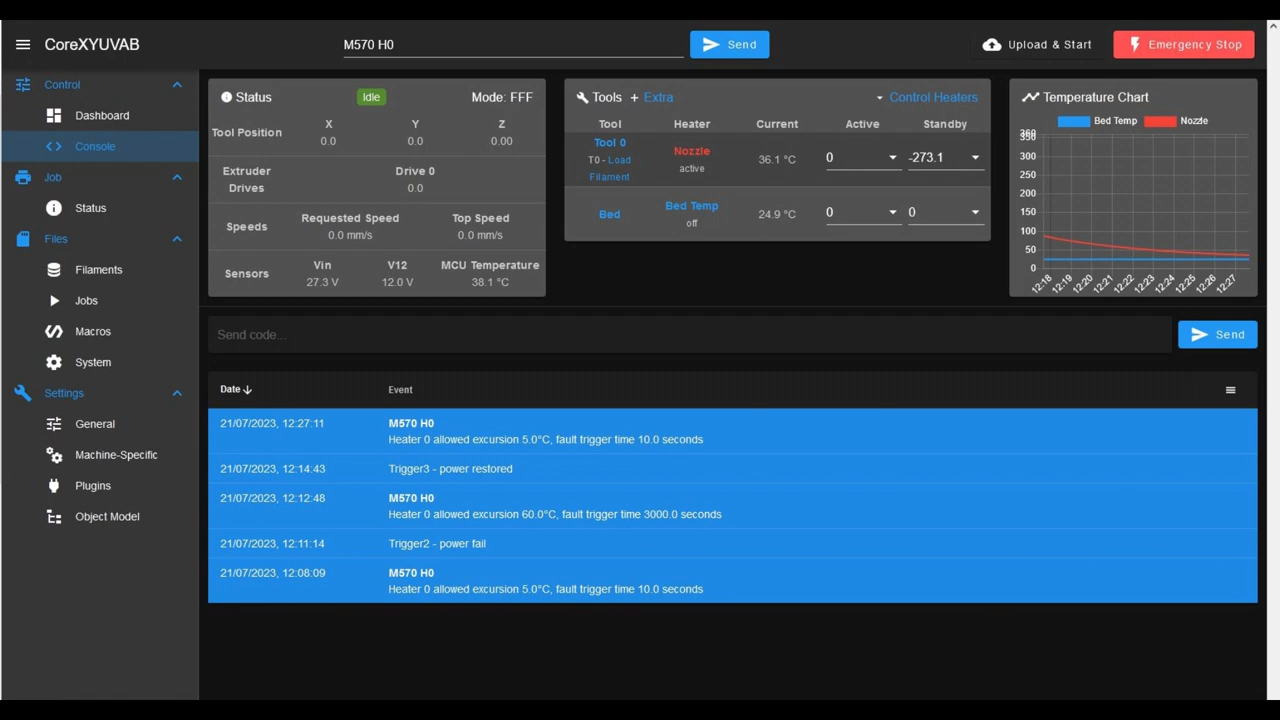 CoreXYUVAB
M570 H0
Send
Upload & Start
Emergency Stop
Control
Dashboard
Console
Job
Status
Files
Filaments
Jobs
Macros
System
Settings
General
Machine-Specific
Plugins
Object Model
Status
Idle
Mode: FFF
Tool Position
X
Y
Z
0.0
0.0
0.00
Extruder
Drives
Drive 0
0.0
Speeds
Requested Speed
Top Speed
0.0 mm/s
0.0 mm/s
Sensors
Vin
V12
MCU Temperature
27.3 V
12.0 V
38.1 °C
Tools + Extra
Control Heaters
Tool
Heater
Current
Active
Standby
Tool 0
T0 - Load
Filament
Nozzle
active
36.1 °C
0
-273.1
Bed
Bed Temp
off
24.9 °C
0
0
Temperature Chart
Bed Temp
Nozzle
360
350
300
250
200
150
100
50
0
12:18
12:19
12:20
12:21
12:22
12:23
12:24
12:25
12:26
12:27
Send code...
Send
Date
Event
21/07/2023, 12:27:11
M570 H0
Heater 0 allowed excursion 5.0°C, fault trigger time 10.0 seconds
21/07/2023, 12:14:43
Trigger3 - power restored
21/07/2023, 12:12:48
M570 H0
Heater 0 allowed excursion 60.0°C, fault trigger time 3000.0 seconds
21/07/2023, 12:11:14
Trigger2 - power fail
21/07/2023, 12:08:09
M570 H0
Heater 0 allowed excursion 5.0°C, fault trigger time 10.0 seconds